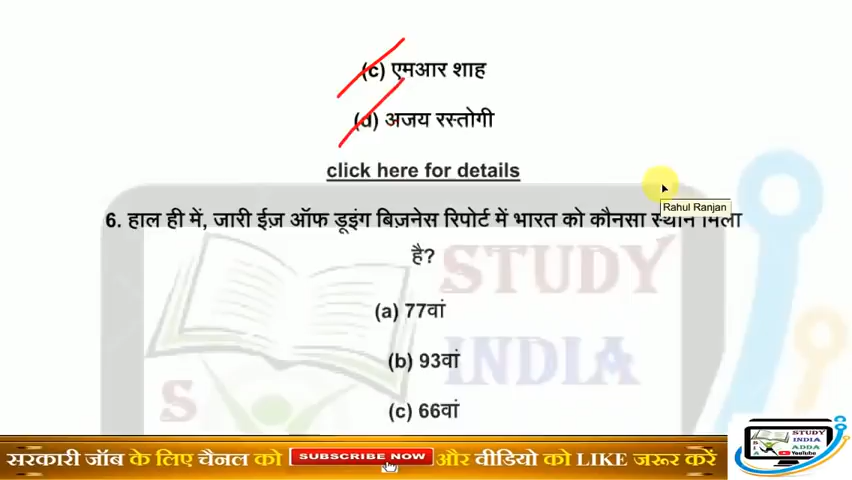 (c) एमआर शाह
(d) अजय रस्तोगी
click here for details
Rahul Ranjan
6. हाल ही में, जारी ईज़ ऑफ डूइंग बिज़नेस रिपोर्ट में भारत को कौनसा स्थान मिला
है?
STUDY
(a) 77वां
INDIA
(b) 93वां
S
(c) 66वां
सरकारी जॉब के लिए चैनल को SUBSCRIBE NOW और वीडियो को LIKE जरूर करें
STUDY
INDIA
ADDA
YouTube